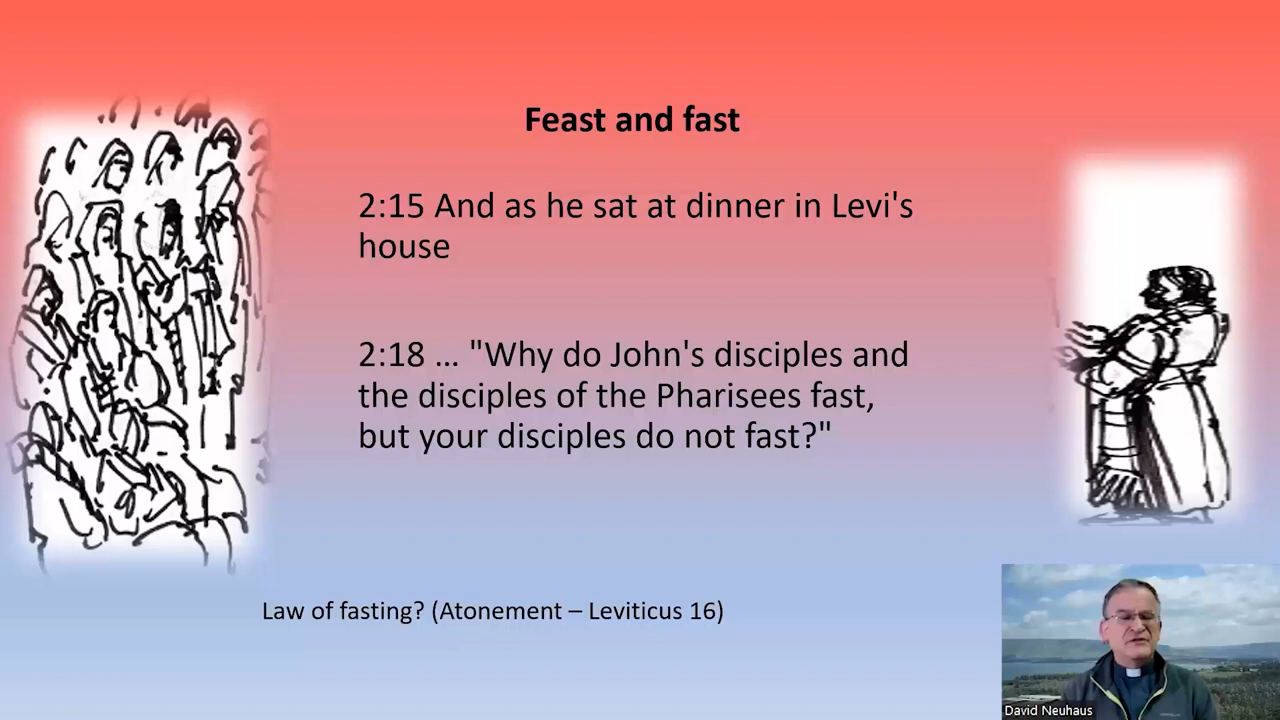 Feast and fast
2:15 And as he sat at dinner in Levi's
house
2:18 … "Why do John's disciples and
the disciples of the Pharisees fast,
but your disciples do not fast?"
Law of fasting? (Atonement – Leviticus 16)
David Neuhaus